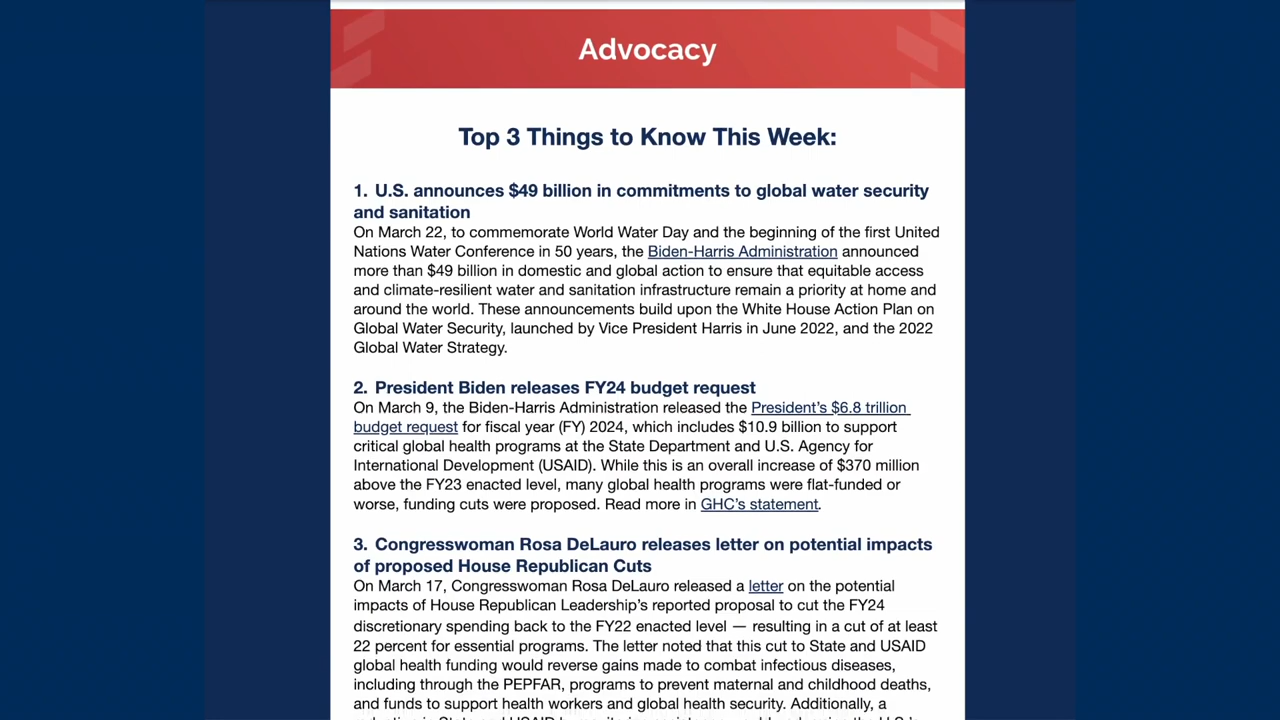 Advocacy
Top 3 Things to Know This Week:
1. U.S. announces $49 billion in commitments to global water security
and sanitation
On March 22, to commemorate World Water Day and the beginning of the first United
Nations Water Conference in 50 years, the Biden-Harris Administration announced
more than $49 billion in domestic and global action to ensure that equitable access
and climate-resilient water and sanitation infrastructure remain a priority at home and
around the world. These announcements build upon the White House Action Plan on
Global Water Security, launched by Vice President Harris in June 2022, and the 2022
Global Water Strategy.
2. President Biden releases FY24 budget request
On March 9, the Biden-Harris Administration released the President's $6.8 trillion
budget request for fiscal year (FY) 2024, which includes $10.9 billion to support
critical global health programs at the State Department and U.S. Agency for
International Development (USAID). While this is an overall increase of $370 million
above the FY23 enacted level, many global health programs were flat-funded or
worse, funding cuts were proposed. Read more in GHC's statement.
3. Congresswoman Rosa DeLauro releases letter on potential impacts
of proposed House Republican Cuts
On March 17, Congresswoman Rosa DeLauro released a letter on the potential
impacts of House Republican Leadership's reported proposal to cut the FY24
discretionary spending back to the FY22 enacted level — resulting in a cut of at least
22 percent for essential programs. The letter noted that this cut to State and USAID
global health funding would reverse gains made to combat infectious diseases,
including through the PEPFAR, programs to prevent maternal and childhood deaths,
and funds to support health workers and global health security. Additionally, a